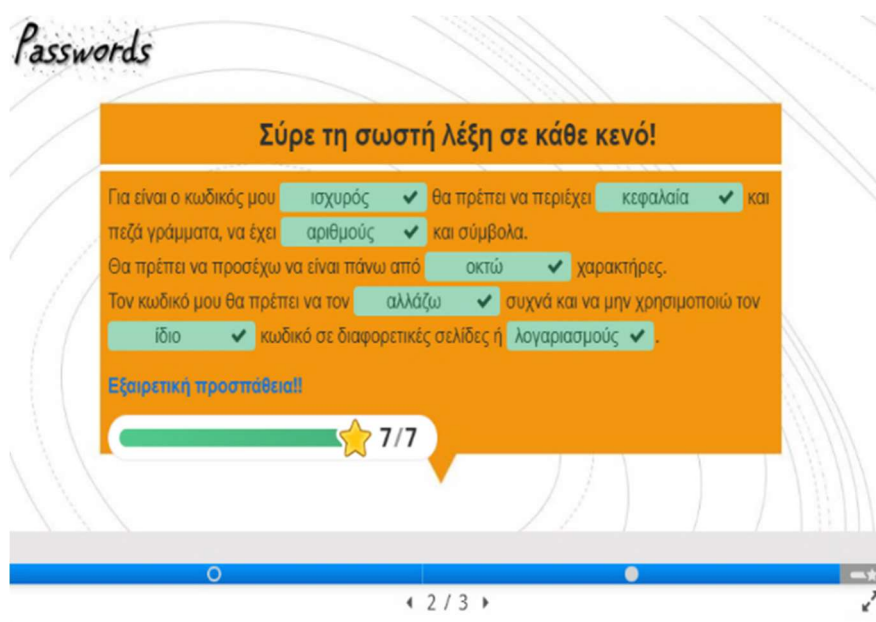 Passwords
Σύρε τη σωστή λέξη σε κάθε κενό!
Για είναι ο κωδικός μου ισχυρός ✔ θα πρέπει να περιέχει κεφαλαία ✔ και
πεζά γράμματα, να έχει αριθμούς ✔ και σύμβολα.
Θα πρέπει να προσέχω να είναι πάνω από οκτώ ✔ χαρακτήρες.
Τον κωδικό μου θα πρέπει να τον αλλάζω ✔ συχνά και να μην χρησιμοποιώ τον
ίδιο ✔ κωδικό σε διαφορετικές σελίδες ή λογαριασμούς ✔ .
Εξαιρετική προσπάθεια!!
7/7
2 / 3